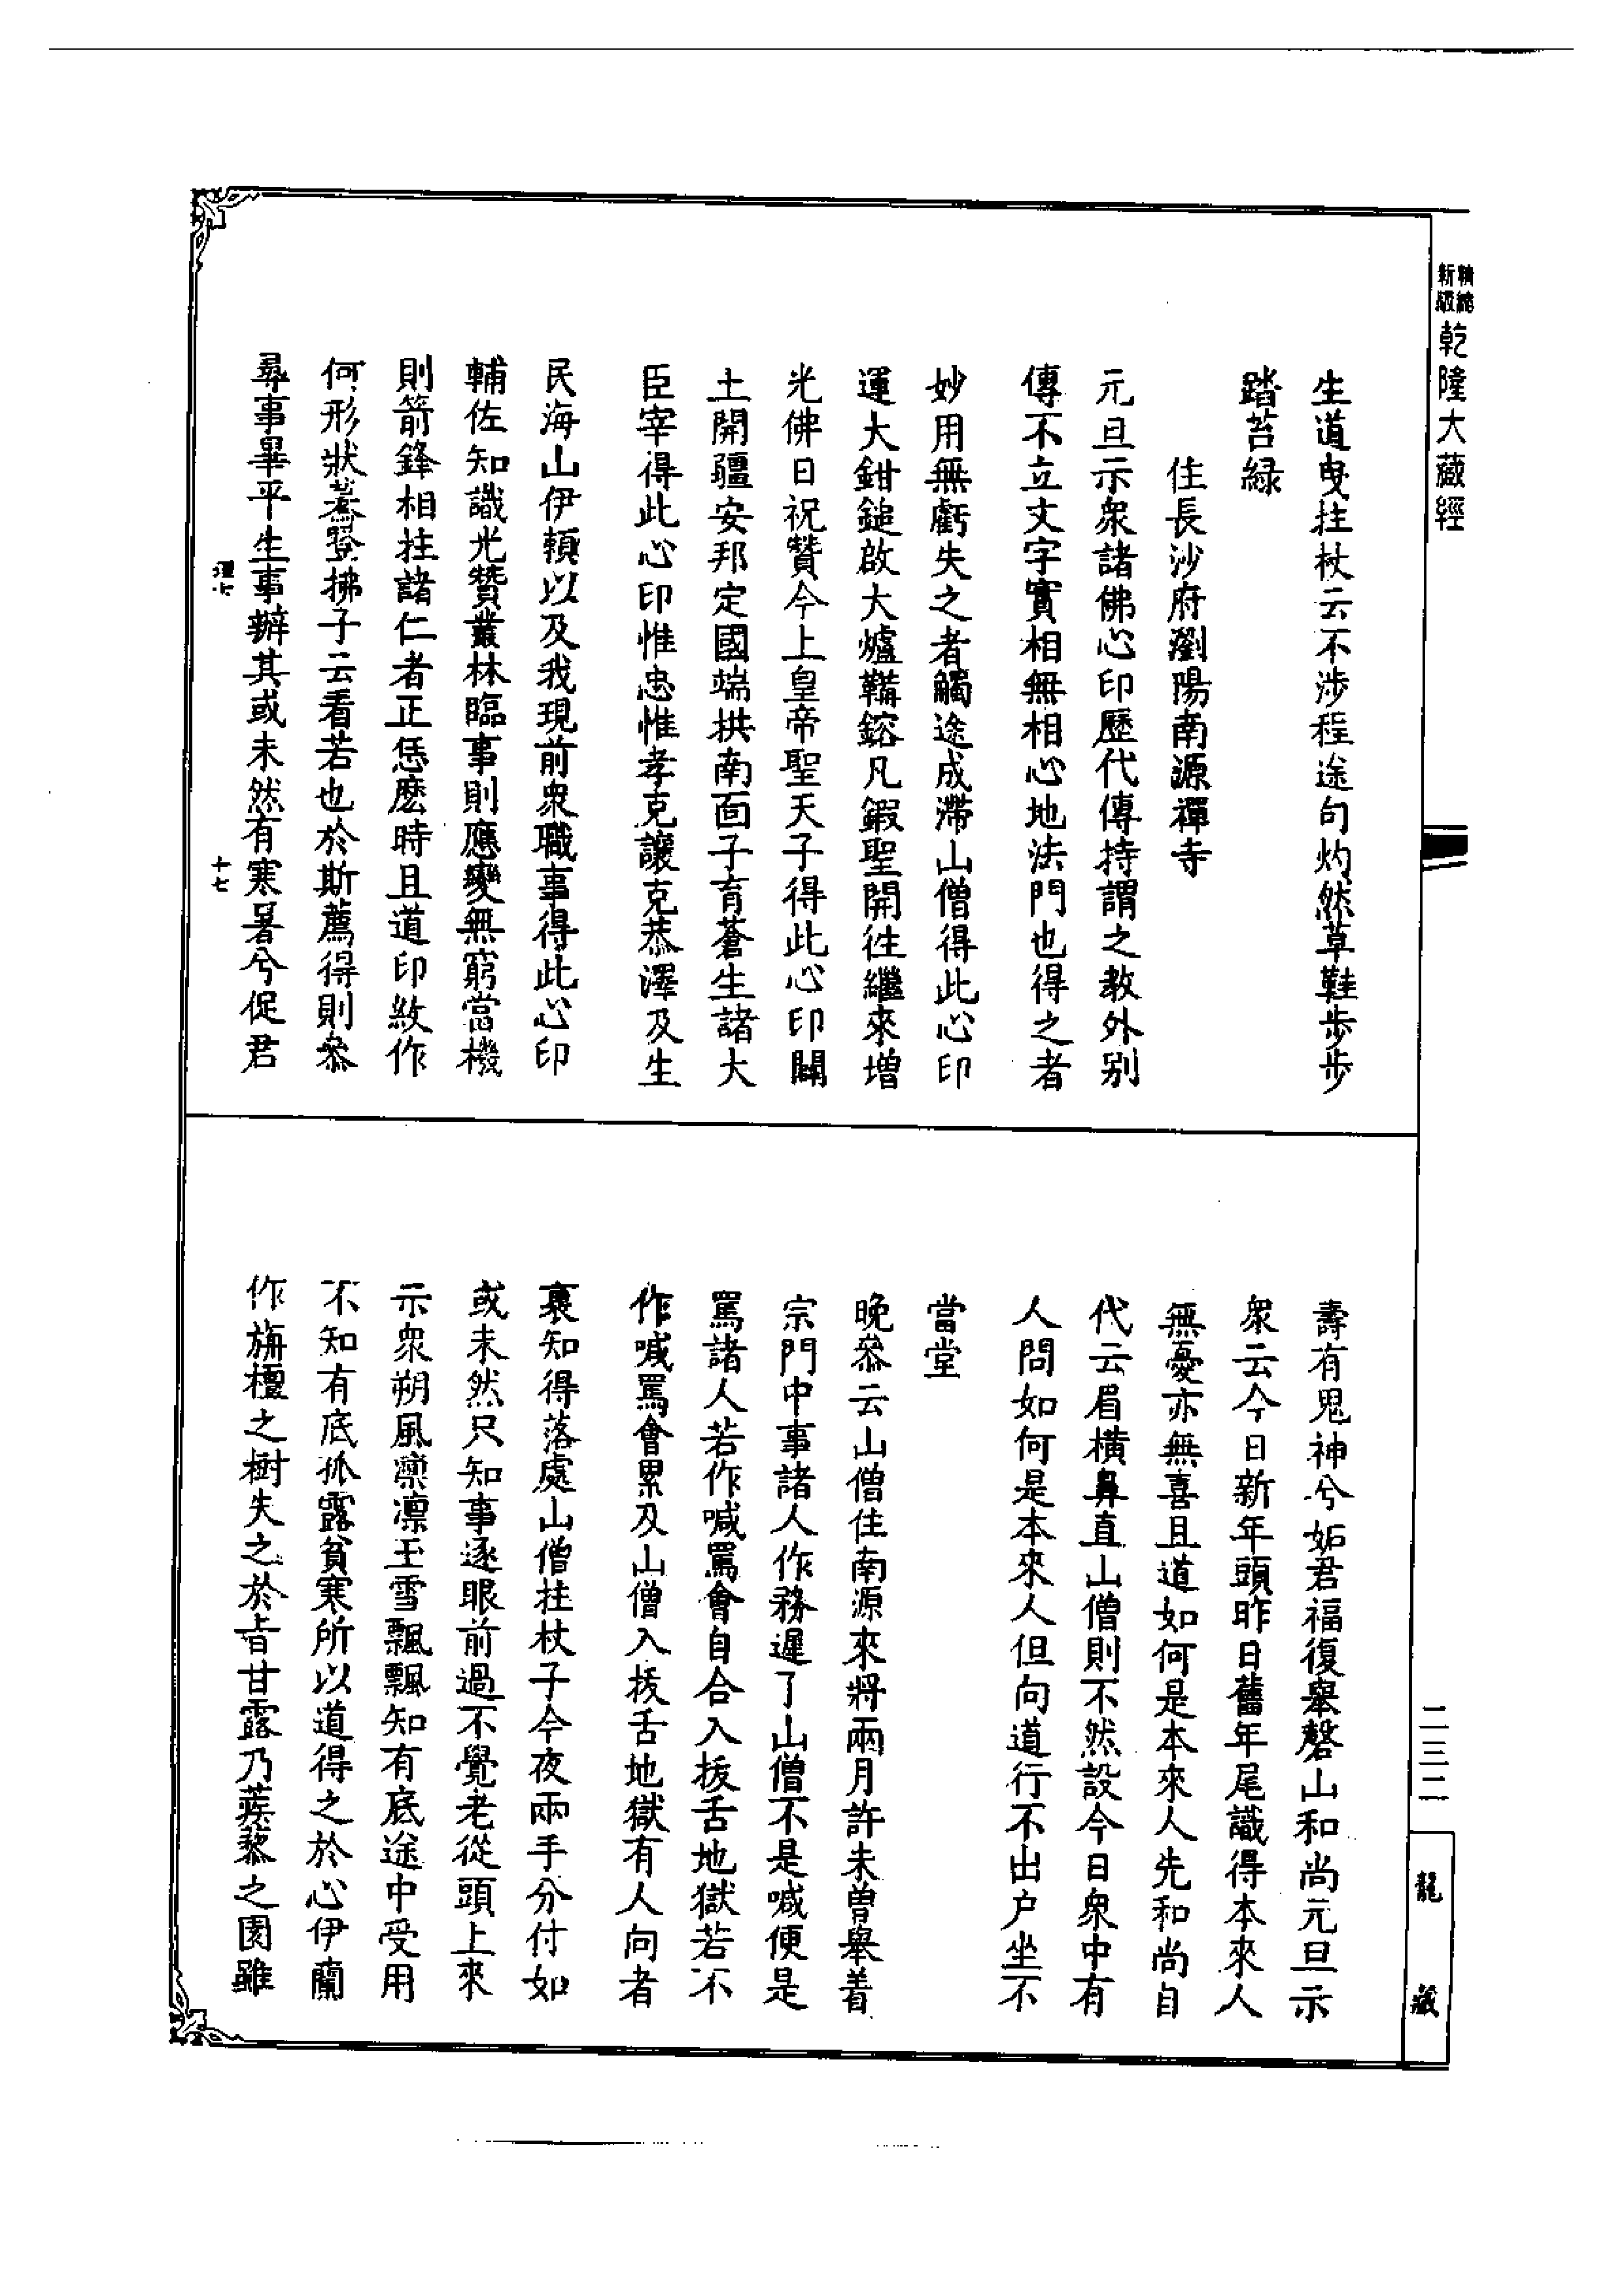 精縮
新版
乾隆大藏經
生道曳拄杖云不涉程途句灼然草鞋步步
踏苔緑
住長沙府瀏陽南源禪寺
元旦示衆諸佛心印歷代傳持謂之教外別
傳不立文字實相無相心地法門也得之者
妙用無虧失之者觸途成滯山僧得此心印
運大鉗鎚啟大爐鞲鎔凡鍜聖開徃繼來增
光佛日祝贊今上皇帝聖天子得此心印闢
土開疆安邦定國端拱南面子育蒼生諸大
臣宰得此心印惟忠惟孝克讓克恭澤及生
民海山伊賴以及我現前衆職事得此心印
輔佐知識光贊叢林臨事則應變無窮當機
則箭鋒相拄諸仁者正恁麽時且道印紋作
何形狀驀竪拂子云看若也於斯薦得則叅
尋事畢平生事辦其或未然有寒暑兮促君
理七
十七
壽有鬼神兮妬君福復舉磬山和尚元旦示
衆云今日新年頭昨日舊年尾識得本來人
無憂亦無喜且道如何是本來人先和尚自
代云眉橫鼻直山僧則不然設今日衆中有
人問如何是本來人但向道行不出户坐不
當堂
晚叅云山僧住南源來將兩月許未曽舉着
宗門中事諸人作務遲了山僧不是喊便是
罵諸人若作喊罵會自合入抜舌地獄若不
作喊罵會累及山僧入抜舌地獄有人向者
裏知得落處山僧拄杖子今夜兩手分付如
或未然尺知事逐眼前過不覺老從頭上來
示衆朔風凛凛玉雪飄飄知有底途中受用
不知有底孤露貧寒所以道得之於心伊蘭
作旃檀之樹失之於㫖甘露乃蒺藜之園雖
二三二
龍藏